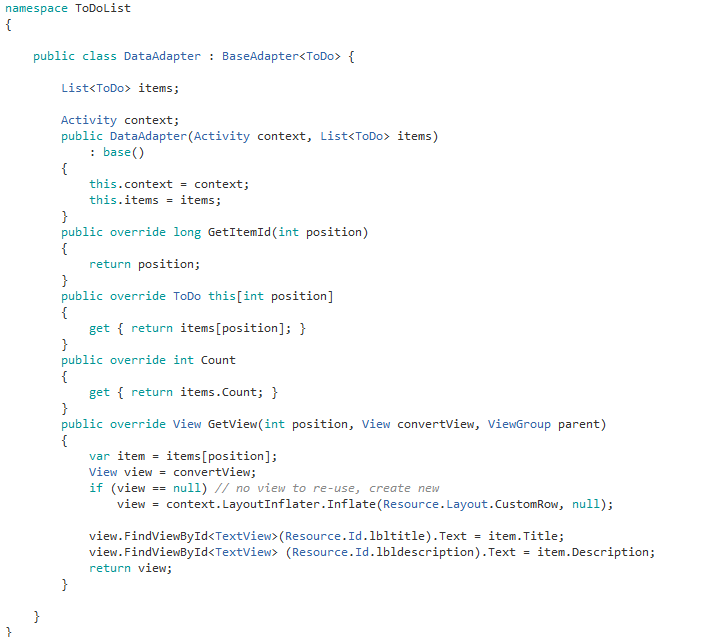 namespace ToDoList
{
public class DataAdapter : BaseAdapter<ToDo> {
List<ToDo> items;
Activity context;
public DataAdapter(Activity context, List<ToDo> items)
: base()
{
this.context = context;
this.items = items;
}
public override long GetItemId(int position)
{
return position;
}
public override ToDo this[int position]
{
get { return items[position]; }
}
public override int Count
{
get { return items.Count; }
}
public override View GetView(int position, View convertView, ViewGroup parent)
{
var item = items[position];
View view = convertView;
if (view == null) // no view to re-use, create new
view = context.LayoutInflater.Inflate(Resource.Layout.CustomRow, null);
view.FindViewById<TextView>(Resource.Id.lbltitle).Text = item.Title;
view.FindViewById<TextView> (Resource.Id.lbldescription).Text = item.Description;
return view;
}
}
}